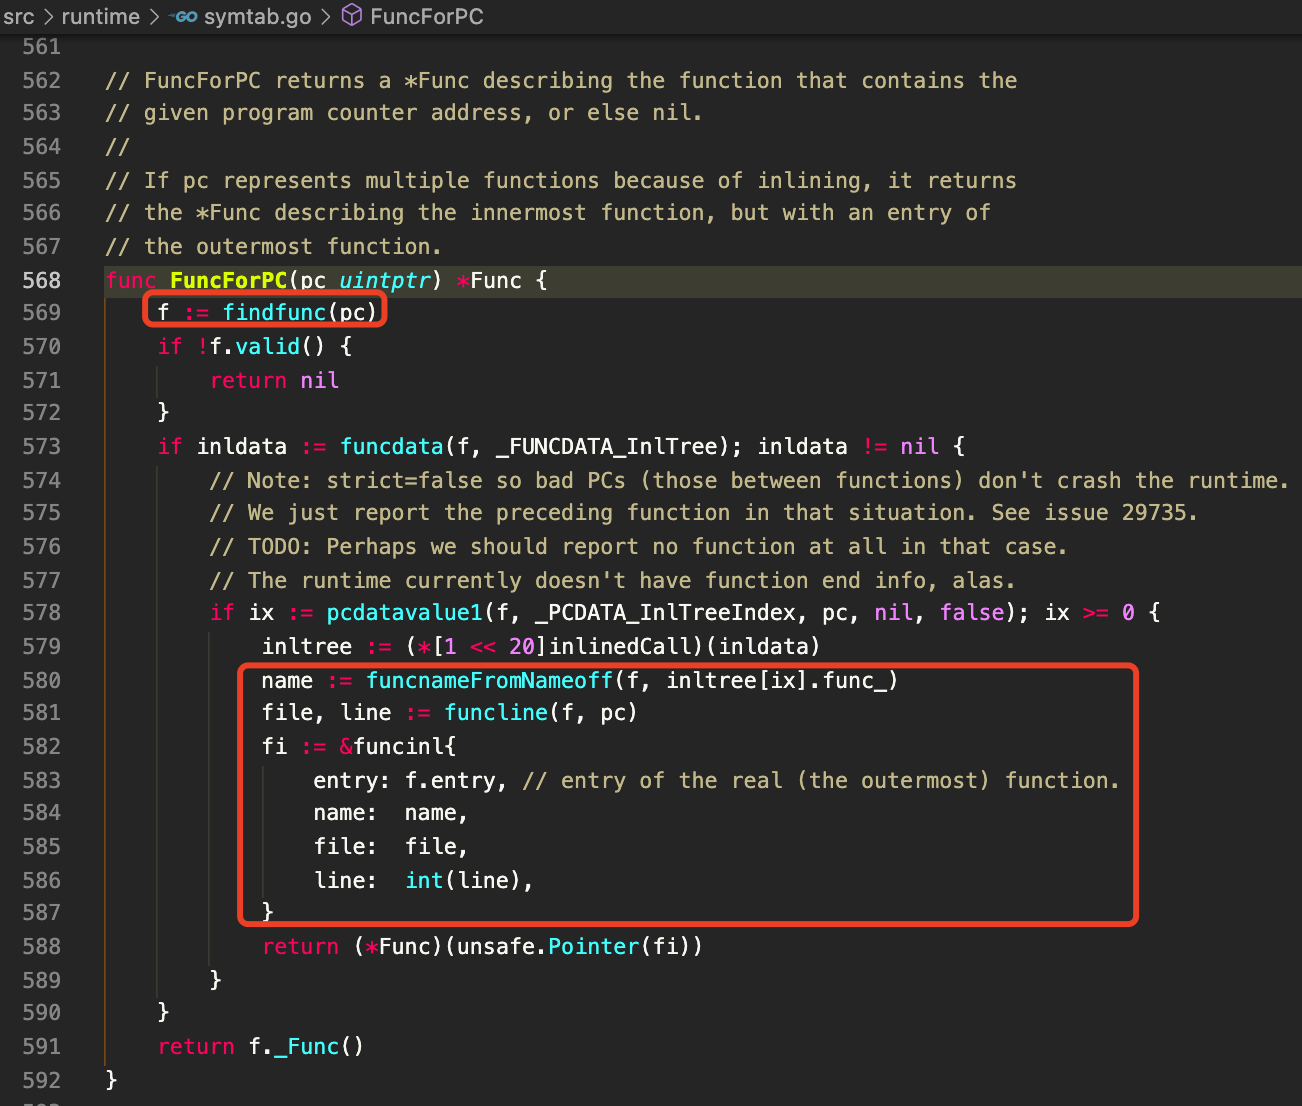 src > runtime > GO symtab.go > FuncForPC
561
562 // FuncForPC returns a *Func describing the function that contains the
563 // given program counter address, or else nil.
564 //
565 // If pc represents multiple functions because of inlining, it returns
566 // the *Func describing the innermost function, but with an entry of
567 // the outermost function.
568 func FuncForPC(pc uintptr) *Func {
569     f := findfunc(pc)
570     if !f.valid() {
571         return nil
572     }
573     if inldata := funcdata(f, _FUNCDATA_InlTree); inldata != nil {
574         // Note: strict=false so bad PCs (those between functions) don't crash the runtime.
575         // We just report the preceding function in that situation. See issue 29735.
576         // TODO: Perhaps we should report no function at all in that case.
577         // The runtime currently doesn't have function end info, alas.
578         if ix := pcdatavalue1(f, _PCDATA_InlTreeIndex, pc, nil, false); ix >= 0 {
579             inltree := (*[1 << 20]inlinedCall)(inldata)
580             name := funcnameFromNameoff(f, inltree[ix].func_)
581             file, line := funcline(f, pc)
582             fi := &funcinl{
583                 entry: f.entry, // entry of the real (the outermost) function.
584                 name:  name,
585                 file:  file,
586                 line:  int(line),
587             }
588             return (*Func)(unsafe.Pointer(fi))
589         }
590     }
591     return f._Func()
592 }